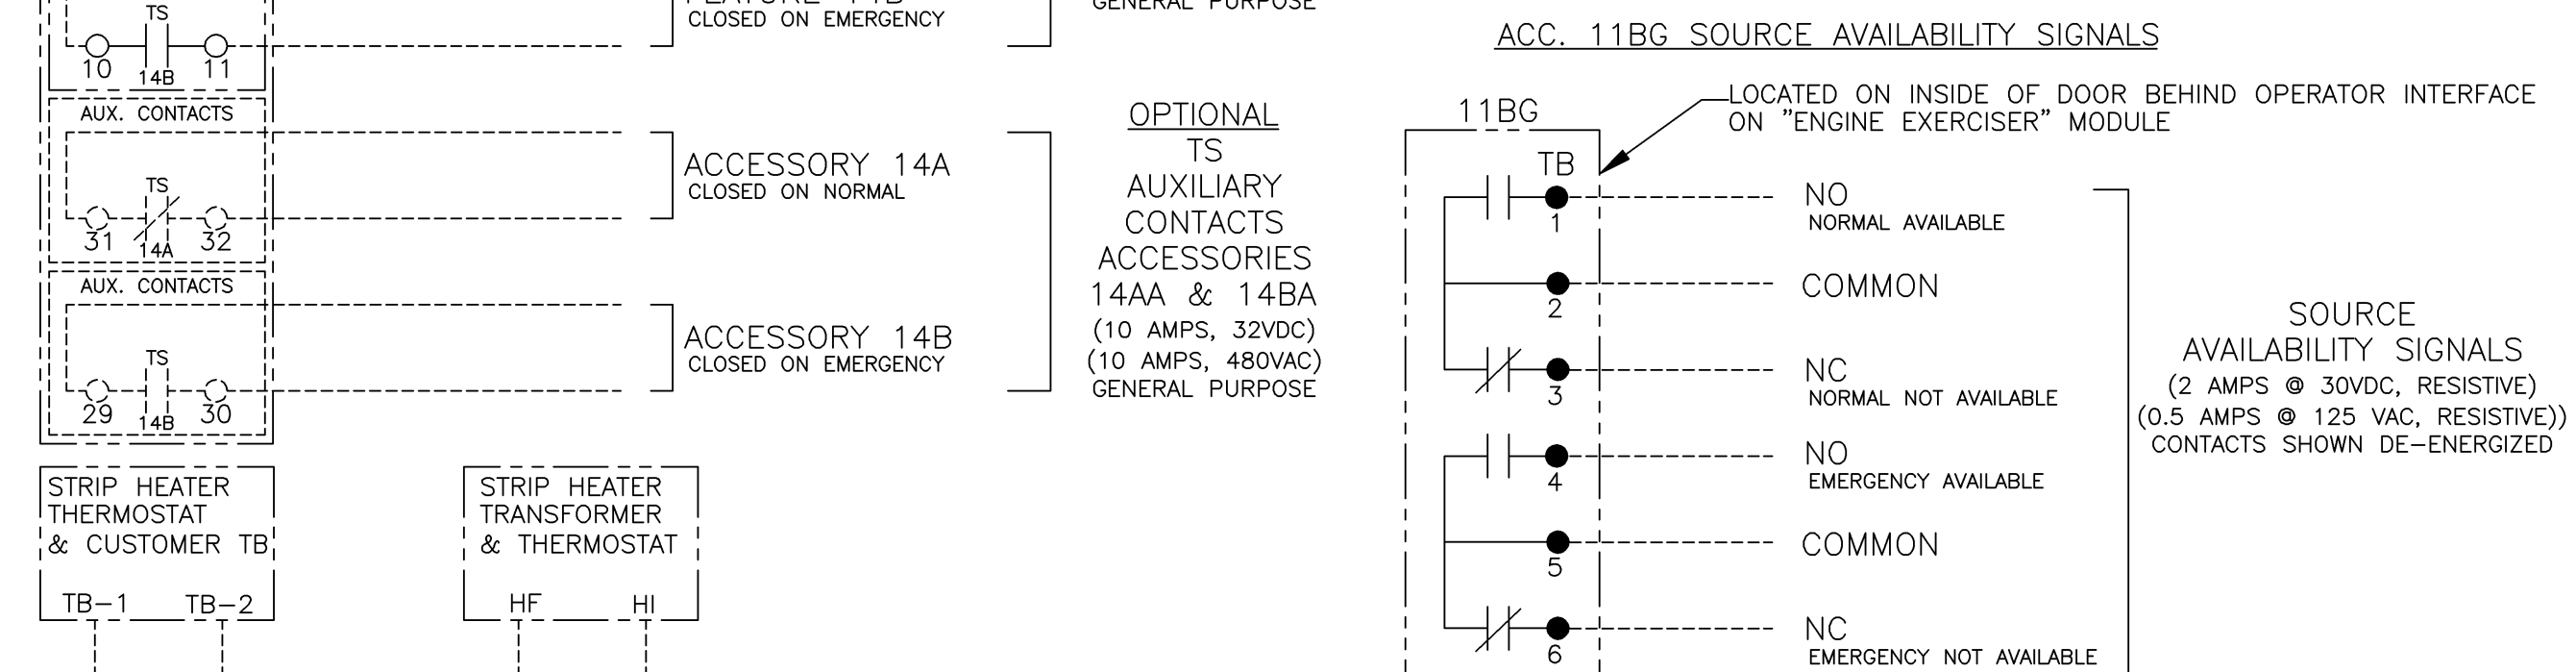 TS
10
11
14B
CLOSED ON EMERGENCY
AUX. CONTACTS
TS
31
32
14A
ACCESSORY 14A
CLOSED ON NORMAL
AUX. CONTACTS
TS
29
30
14B
ACCESSORY 14B
CLOSED ON EMERGENCY
GENERAL PURPOSE
OPTIONAL
TS
AUXILIARY
CONTACTS
ACCESSORIES
14AA & 14BA
(10 AMPS, 32VDC)
(10 AMPS, 480VAC)
GENERAL PURPOSE
STRIP HEATER
THERMOSTAT
& CUSTOMER TB
TB-1 TB-2
STRIP HEATER
TRANSFORMER
& THERMOSTAT
HF HI
ACC. 11BG SOURCE AVAILABILITY SIGNALS
LOCATED ON INSIDE OF DOOR BEHIND OPERATOR INTERFACE
ON "ENGINE EXERCISER" MODULE
11BG
TB
1
NO
NORMAL AVAILABLE
2
COMMON
3
NC
NORMAL NOT AVAILABLE
4
NO
EMERGENCY AVAILABLE
5
COMMON
6
NC
EMERGENCY NOT AVAILABLE
SOURCE
AVAILABILITY SIGNALS
(2 AMPS @ 30VDC, RESISTIVE)
(0.5 AMPS @ 125 VAC, RESISTIVE))
CONTACTS SHOWN DE-ENERGIZED